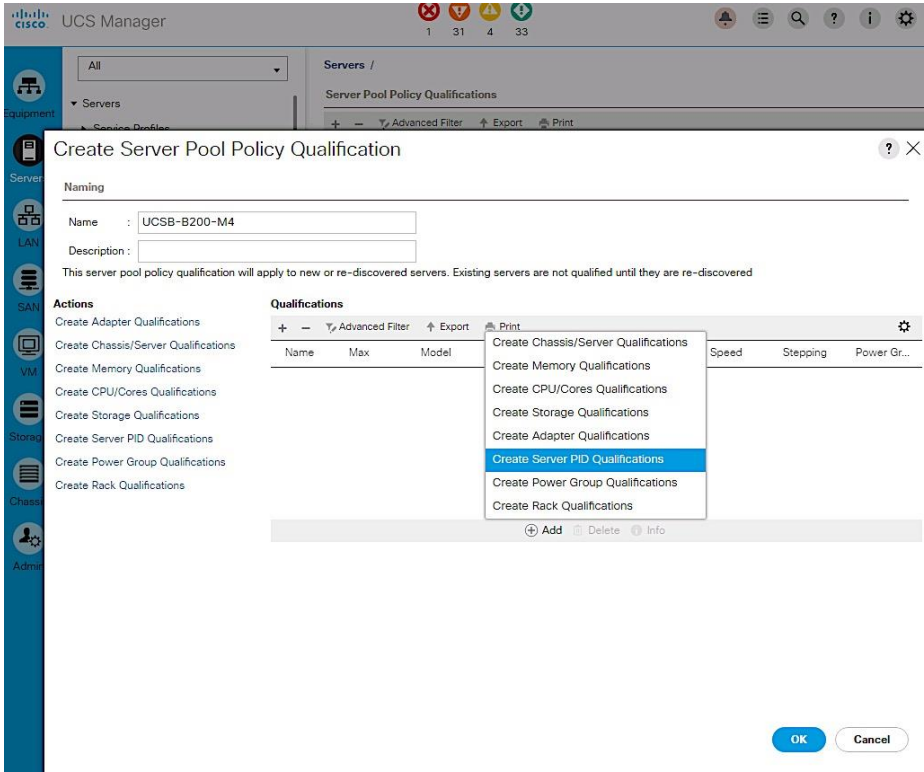 CISCO. UCS Manager
1 31 4 33
All
Servers /
Equipment
Servers
Server Pool Policy Qualifications
+ − Advanced Filter Export Print
Service Profiles
Create Server Pool Policy Qualification ? ×
Server
Naming
Name : UCSB-B200-M4
LAN
Description :
This server pool policy qualification will apply to new or re-discovered servers. Existing servers are not qualified until they are re-discovered
SAN
Actions
Create Adapter Qualifications
Create Chassis/Server Qualifications
Create Memory Qualifications
Create CPU/Cores Qualifications
Create Storage Qualifications
Create Server PID Qualifications
Create Power Group Qualifications
Create Rack Qualifications
Qualifications
+ − Advanced Filter Export Print
Name Max Model Speed Stepping Power Gr...
Create Chassis/Server Qualifications
Create Memory Qualifications
Create CPU/Cores Qualifications
Create Storage Qualifications
Create Adapter Qualifications
Create Server PID Qualifications
Create Power Group Qualifications
Create Rack Qualifications
Add Delete Info
VM
Storag
Chassi
Admin
OK Cancel